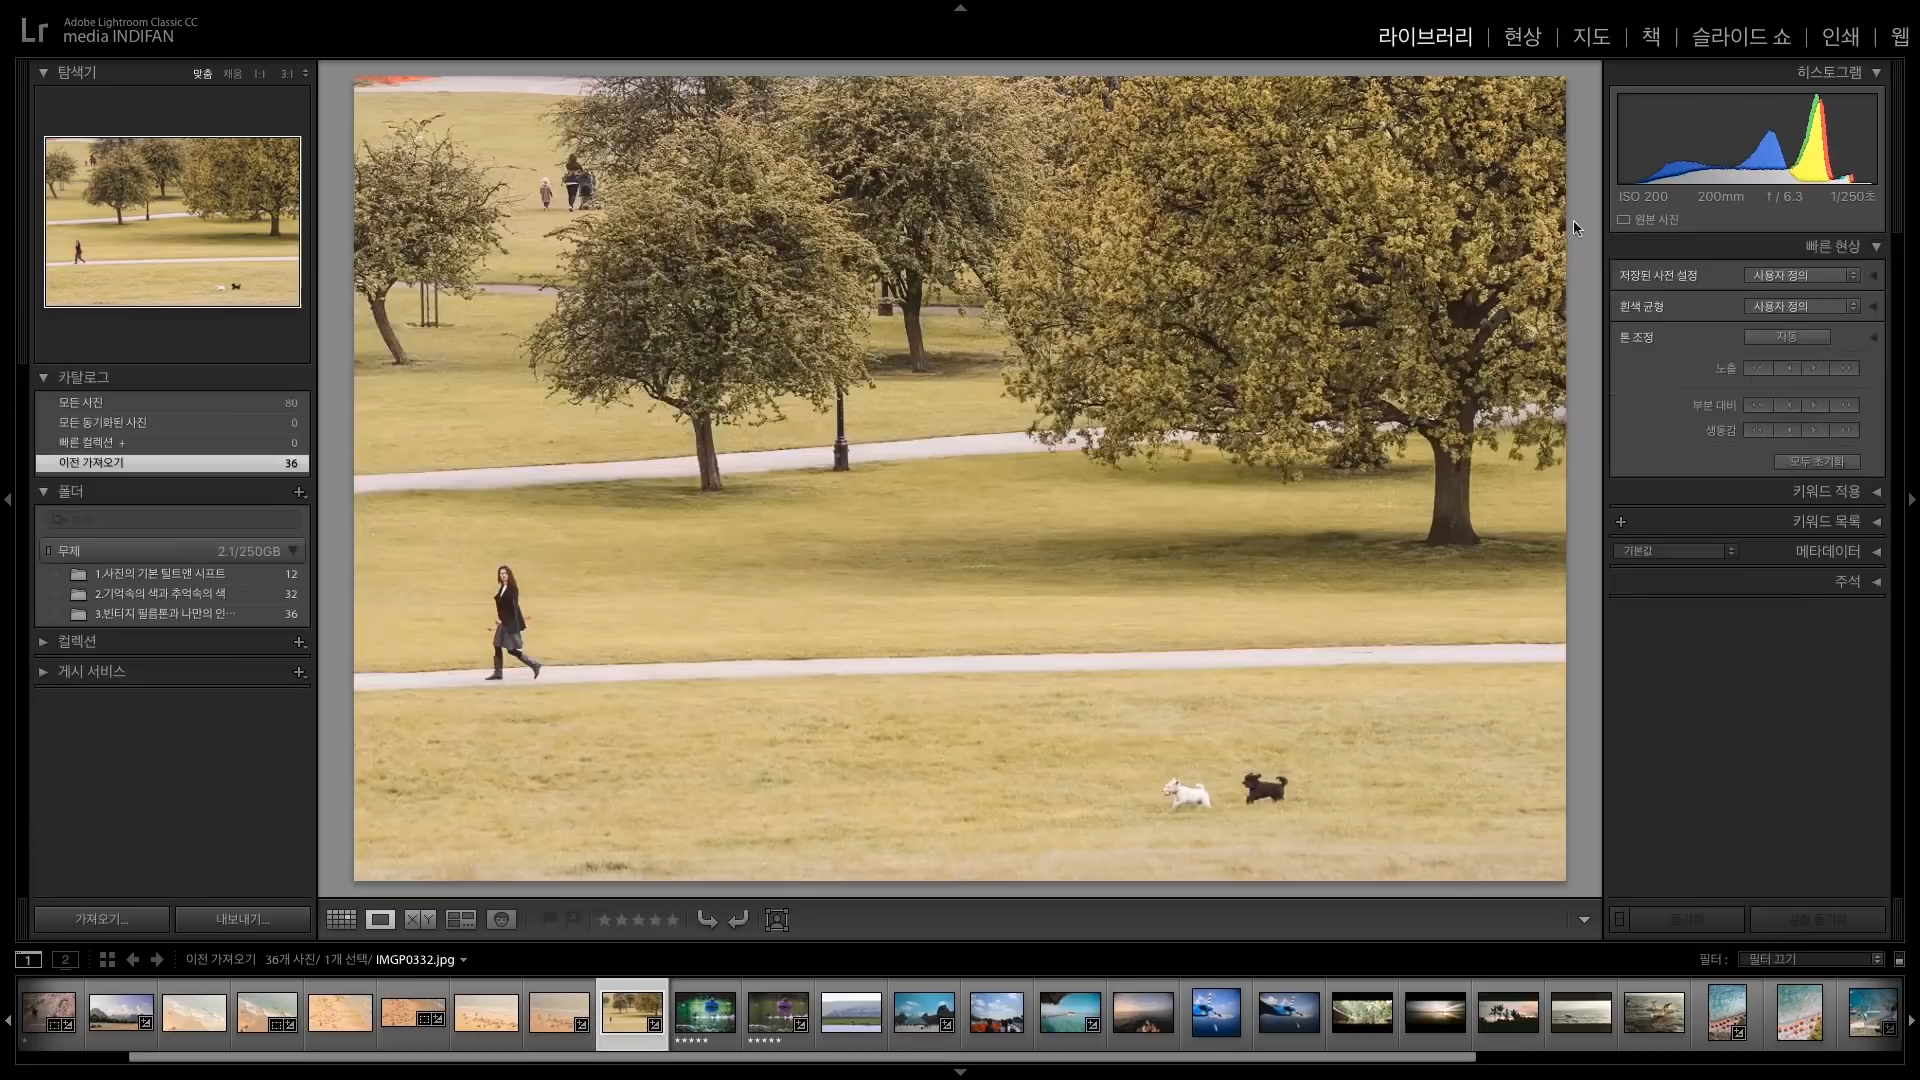 Lr Adobe Lightroom Classic CC
media INDIFAN
라이브러리 | 현상 | 지도 | 책 | 슬라이드 쇼 | 인쇄 | 웹
탐색기 맞춤 채움 1:1 3:1
카탈로그
모든 사진 80
모든 동기화된 사진 0
빠른 컬렉션 + 0
이전 가져오기 36
폴더
무제 2.1/250GB
1.사진의 기본 틸트앤 시프트 12
2.기억속의 색과 추억속의 색 32
3.빈티지 필름톤과 나만의 인... 36
컬렉션
게시 서비스
가져오기... 내보내기...
히스토그램
ISO 200 200mm f / 6.3 1/250초
원본 사진
빠른 현상
저장된 사전 설정 사용자 정의
흰색 균형 사용자 정의
톤 조정 자동
노출
부분 대비
생동감
모두 초기화
키워드 적용
키워드 목록
기본값 메타데이터
주석
1 2 이전 가져오기 36개 사진/ 1개 선택/ IMGP0332.jpg
필터 : 필터 끄기